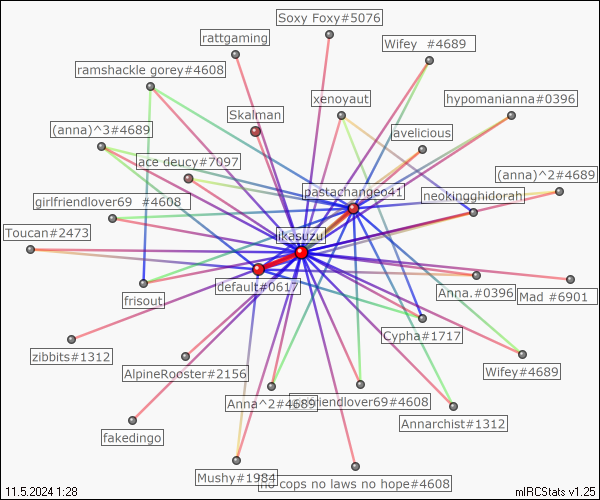 Soxy Foxy#5076
rattgaming
Wifey  #4689
ramshackle gorey#4608
xenoyaut
hypomanianna#0396
Skalman
(anna)^3#4689
avelicious
ace deucy#7097
(anna)^2#4689
pastachangeo41
neokingghidorah
girlfriendlover69  #4608
Toucan#2473
ikasuzu
default#0617
frisout
Anna.#0396
Mad #6901
Cypha#1717
zibbits#1312
AlpineRooster#2156
Wifey#4689
Anna^2#4689
friendlover69#4608
Annarchist#1312
fakedingo
Mushy#1984
no cops no laws no hope#4608
11.5.2024 1:28
mIRCStats v1.25